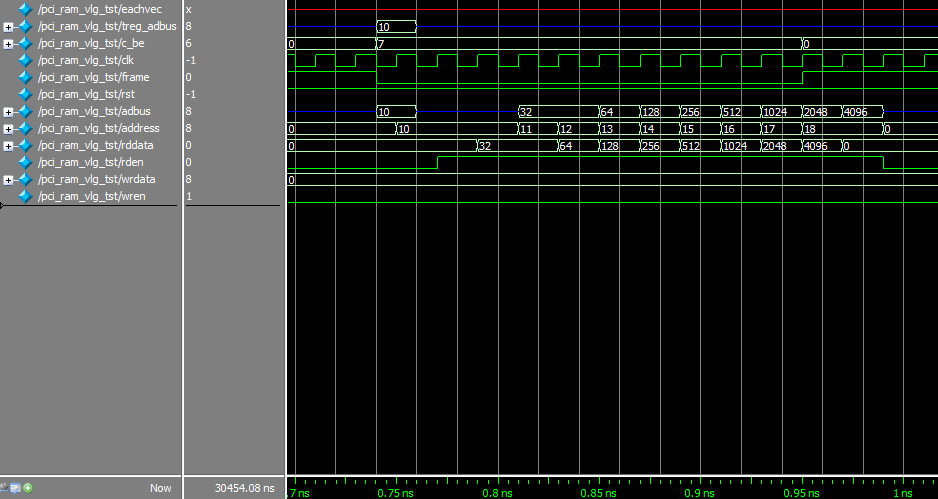 /pci_ram_vlg_tst/eachvec x
/pci_ram_vlg_tst/treg_adbus 8 10
/pci_ram_vlg_tst/c_be 6 0 7 0
/pci_ram_vlg_tst/clk -1
/pci_ram_vlg_tst/frame 0
/pci_ram_vlg_tst/rst -1
/pci_ram_vlg_tst/adbus 8 10 32 64 128 256 512 1024 2048 4096
/pci_ram_vlg_tst/address 8 0 10 11 12 13 14 15 16 17 18 0
/pci_ram_vlg_tst/rddata 0 0 32 64 128 256 512 1024 2048 4096 0
/pci_ram_vlg_tst/rden 0
/pci_ram_vlg_tst/wrdata 8 0
/pci_ram_vlg_tst/wren 1
Now 30454.08 ns .7 ns 0.75 ns 0.8 ns 0.85 ns 0.9 ns 0.95 ns 1 ns